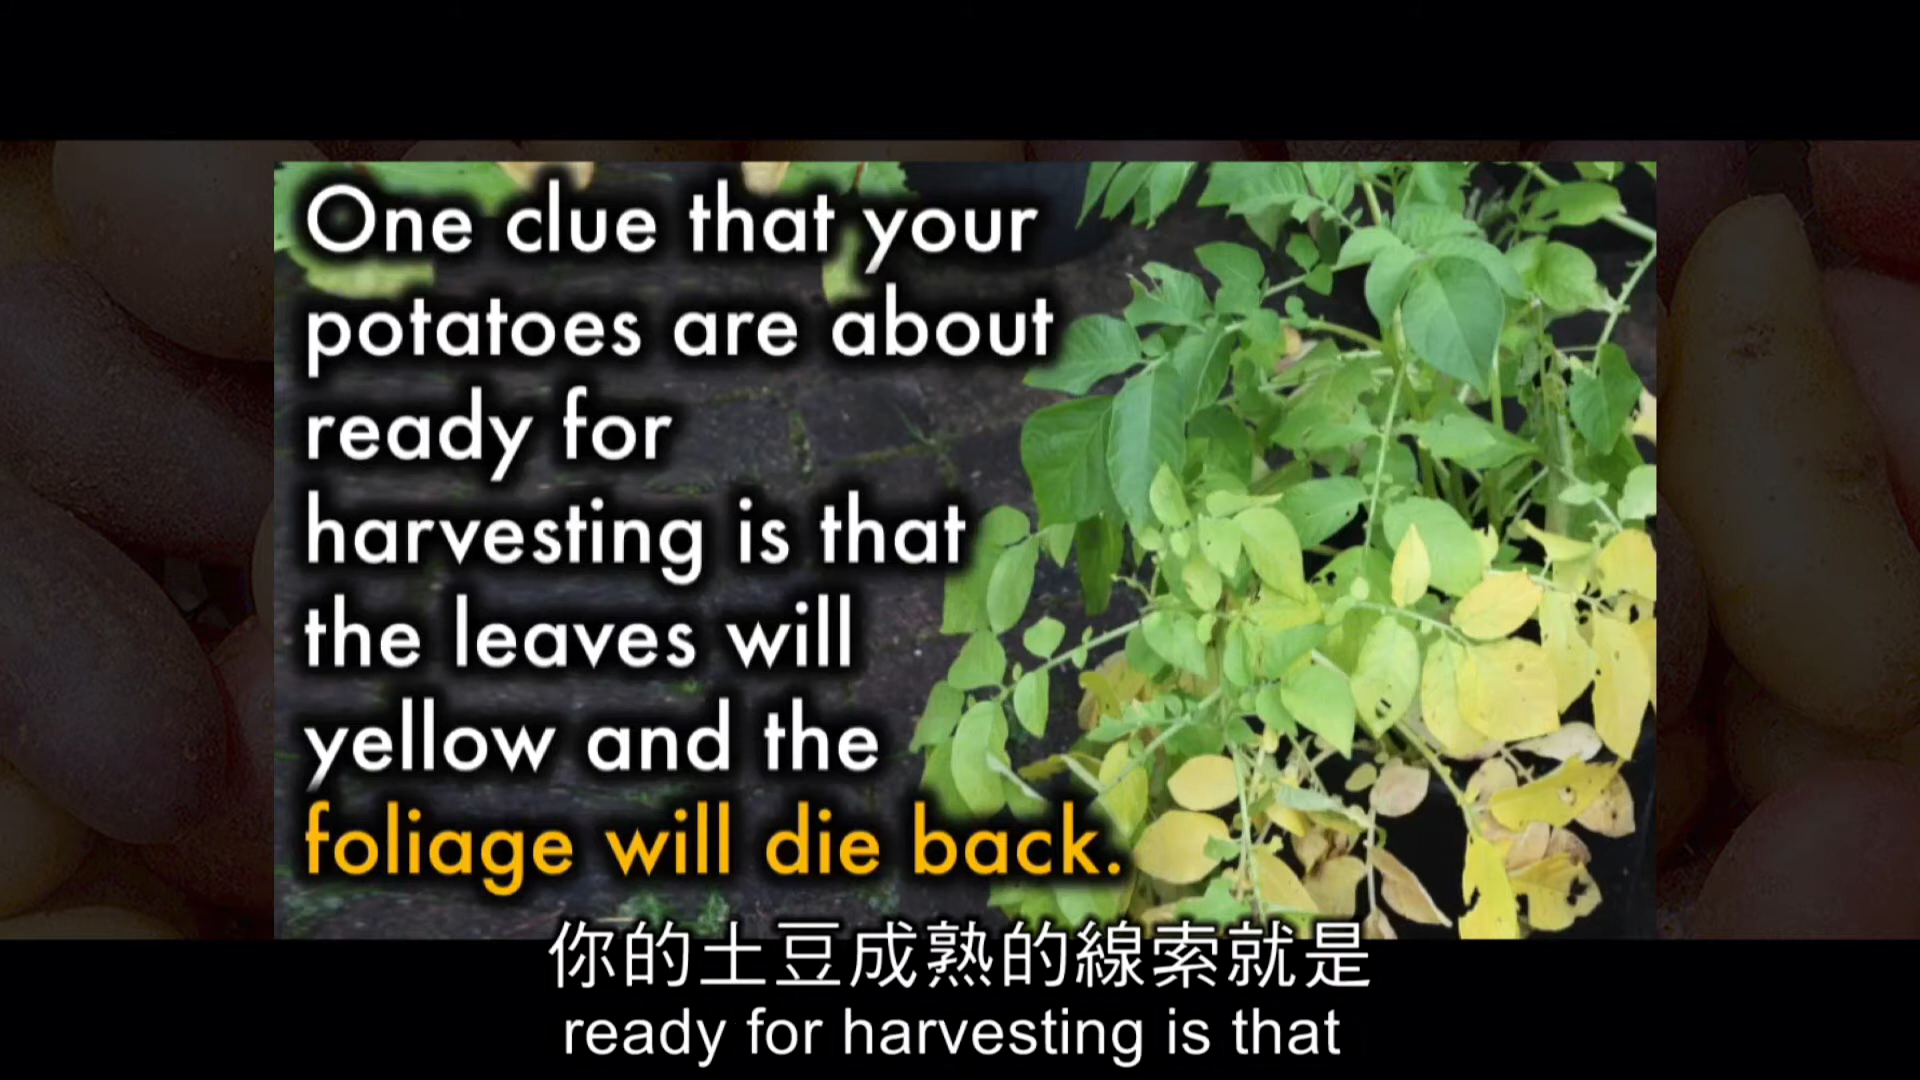 One clue that your
potatoes are about
ready for
harvesting is that
the leaves will
yellow and the
foliage will die back.
你的土豆成熟的線索就是
ready for harvesting is that